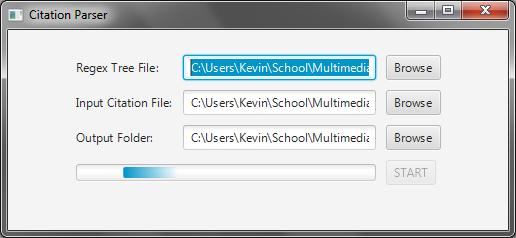 Citation Parser
Regex Tree File: C:\Users\Kevin\School\Multimedia Browse
Input Citation File: C:\Users\Kevin\School\Multimedia Browse
Output Folder: C:\Users\Kevin\School\Multimedia Browse
START